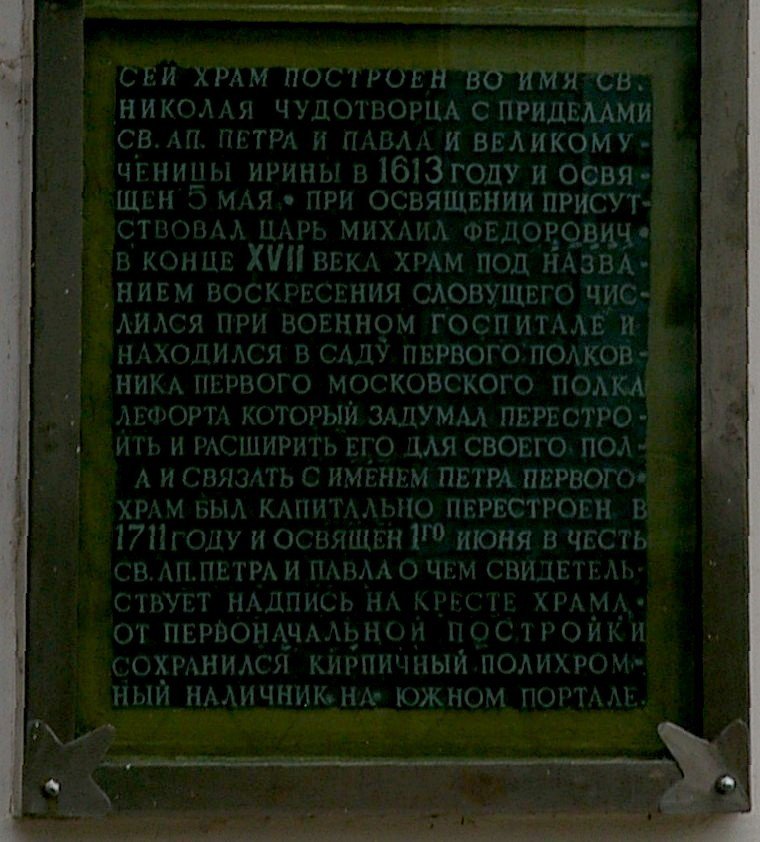 СЕЙ ХРАМ ПОСТРОЕН ВО ИМЯ СВ.
НИКОЛАЯ ЧУДОТВОРЦА С ПРИДЕЛАМИ
СВ. АП. ПЕТРА И ПАВЛА И ВЕЛИКОМУ-
ЧЕНИЦЫ ИРИНЫ В 1613 ГОДУ И ОСВЯ-
ЩЕН 5 МАЯ. ПРИ ОСВЯЩЕНИИ ПРИСУТ-
СТВОВАЛ ЦАРЬ МИХАИЛ ФЕДОРОВИЧ.
В КОНЦЕ XVII ВЕКА ХРАМ ПОД НАЗВА-
НИЕМ ВОСКРЕСЕНИЯ СЛОВУЩЕГО ЧИС-
ЛИЛСЯ ПРИ ВОЕННОМ ГОСПИТАЛЕ И
НАХОДИЛСЯ В САДУ ПЕРВОГО ПОЛКОВ-
НИКА ПЕРВОГО МОСКОВСКОГО ПОЛКА
ЛЕФОРТА КОТОРЫЙ ЗАДУМАЛ ПЕРЕСТРО-
ИТЬ И РАСШИРИТЬ ЕГО ДЛЯ СВОЕГО ПОЛ-
А И СВЯЗАТЬ С ИМЕНЕМ ПЕТРА ПЕРВОГО.
ХРАМ БЫЛ КАПИТАЛЬНО ПЕРЕСТРОЕН В
1711 ГОДУ И ОСВЯЩЕН 1ГО ИЮНЯ В ЧЕСТЬ
СВ. АП. ПЕТРА И ПАВЛА О ЧЕМ СВИДЕТЕЛЬ-
СТВУЕТ НАДПИСЬ НА КРЕСТЕ ХРАМА.
ОТ ПЕРВОНАЧАЛЬНОЙ ПОСТРОЙКИ
СОХРАНИЛСЯ КИРПИЧНЫЙ ПОЛИХРОМ-
НЫЙ НАЛИЧНИК НА ЮЖНОМ ПОРТАЛЕ.